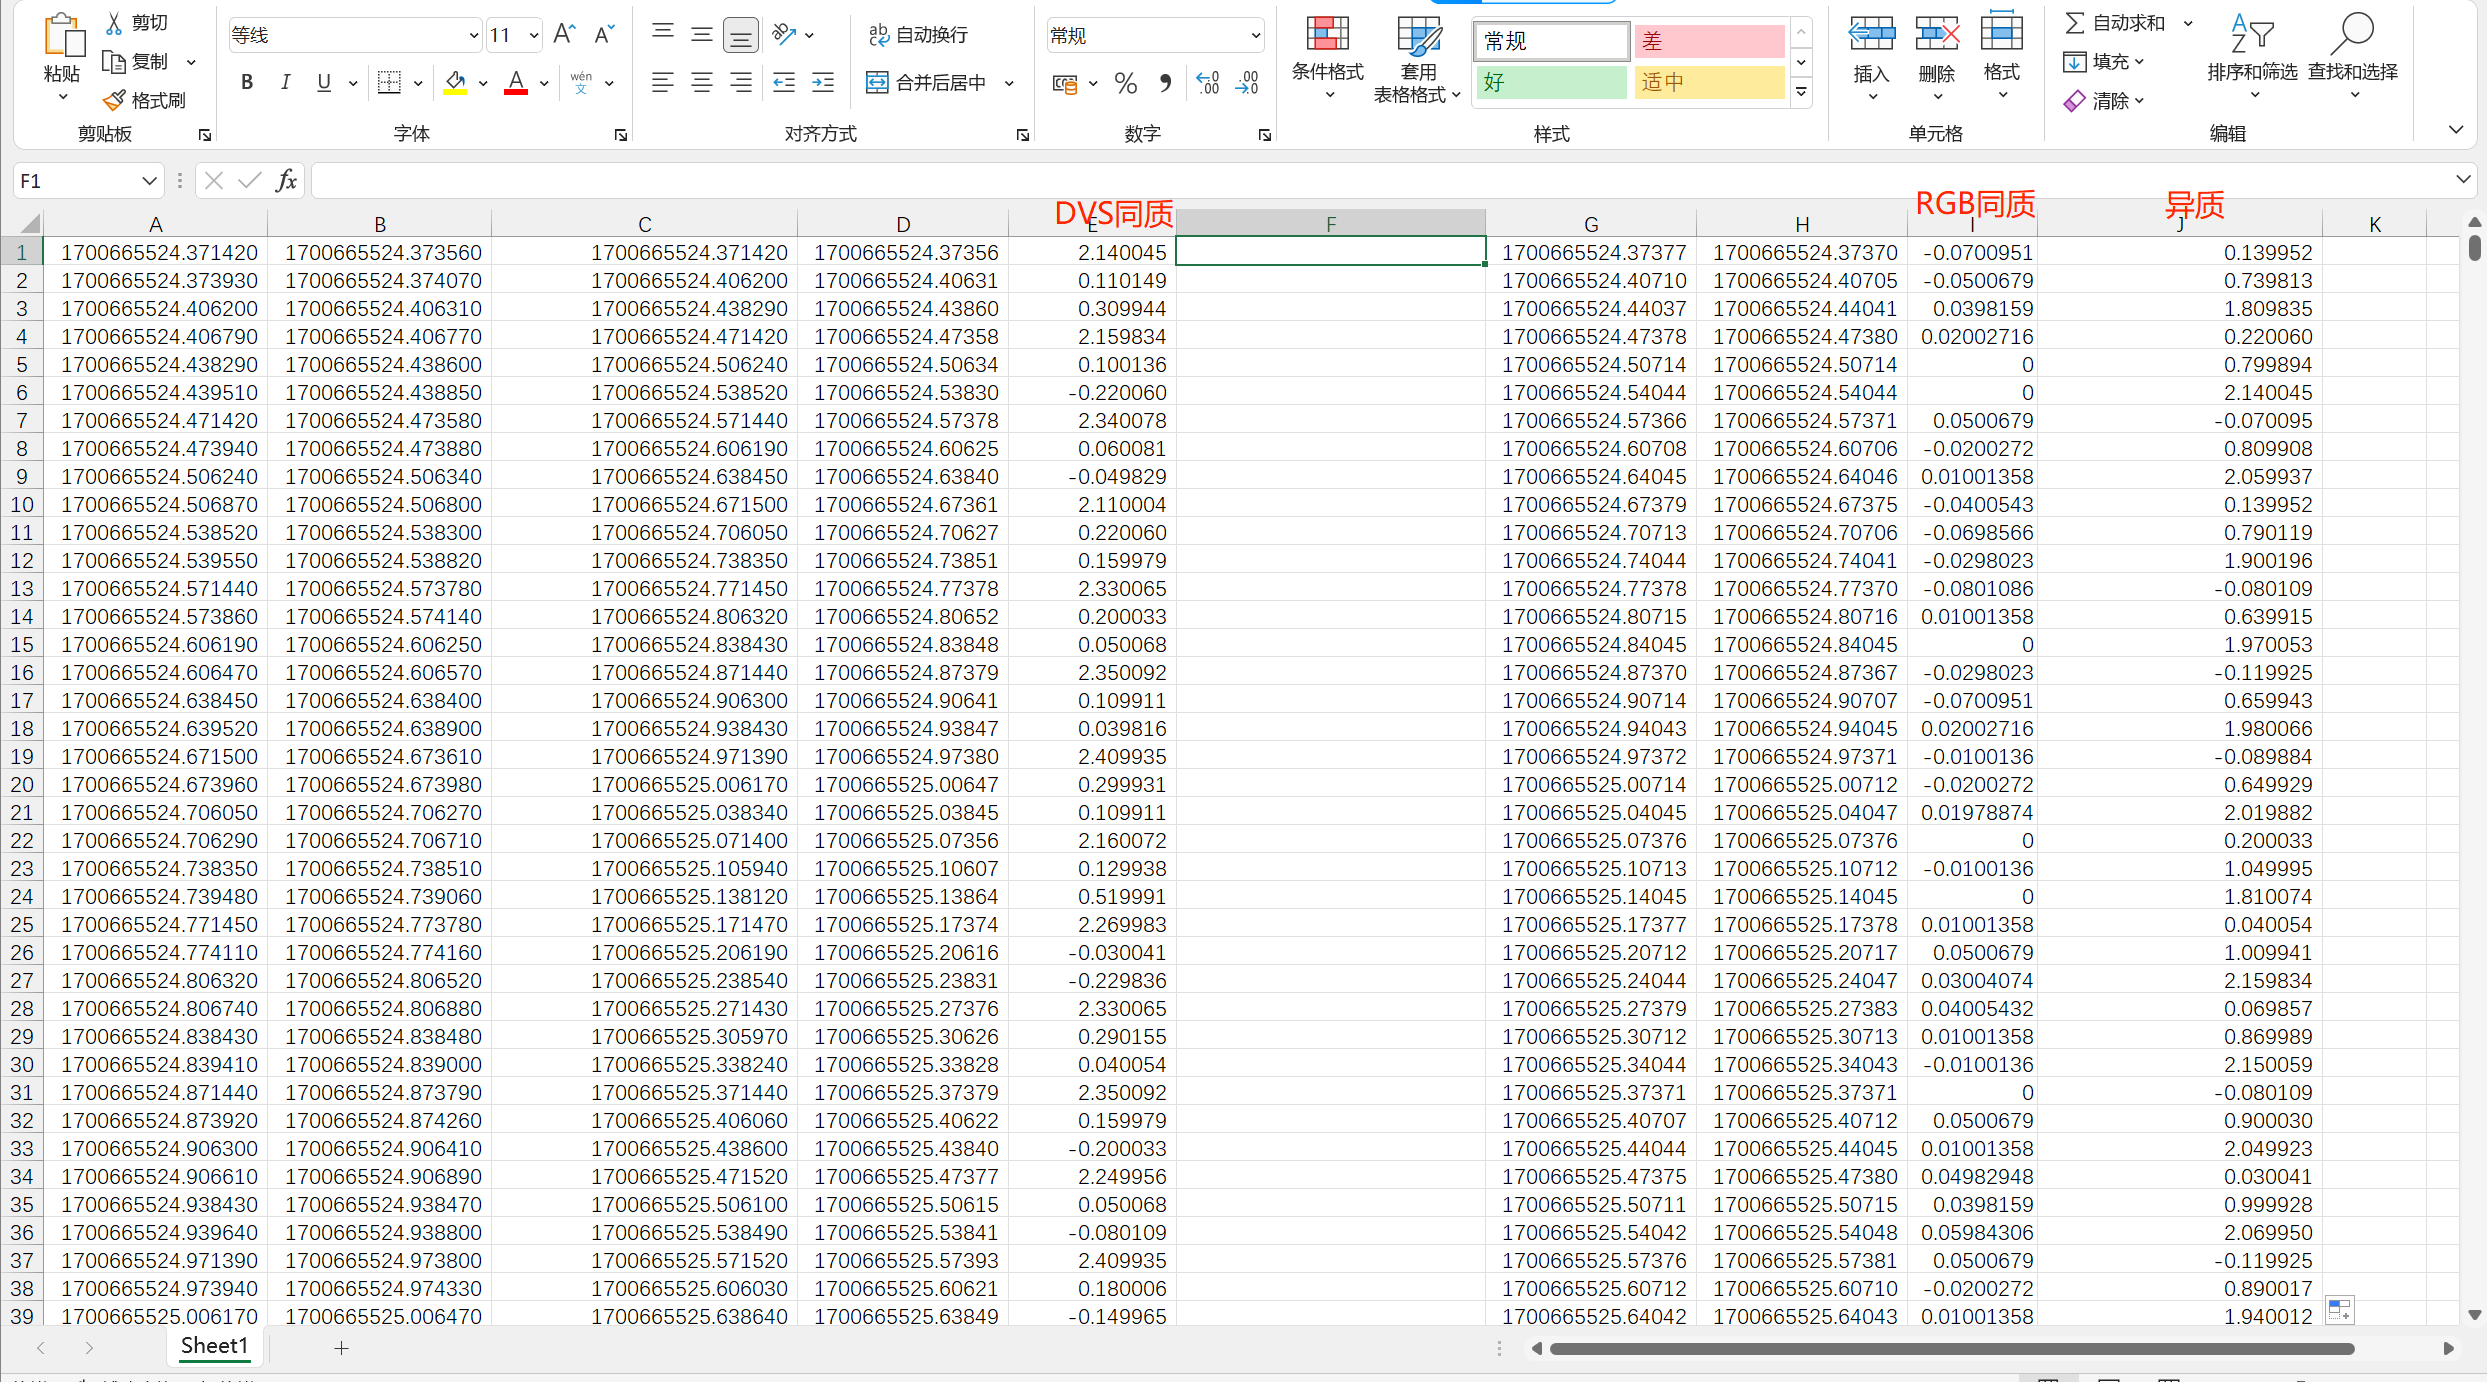 剪切
等线 11
自动换行
常规
常规 差
自动求和
粘贴
复制
条件格式 套用
表格格式
插入 删除 格式
填充
排序和筛选 查找和选择
B I U A wén
文
合并后居中
% , .00
好 适中
格式刷
清除
剪贴板 字体 对齐方式 数字 样式 单元格 编辑
F1 fx
DVS同质 RGB同质 异质
A B C D E F G H I J K
1 1700665524.371420 1700665524.373560 1700665524.371420 1700665524.37356 2.140045 1700665524.37377 1700665524.37370 -0.0700951 0.139952
2 1700665524.373930 1700665524.374070 1700665524.406200 1700665524.40631 0.110149 1700665524.40710 1700665524.40705 -0.0500679 0.739813
3 1700665524.406200 1700665524.406310 1700665524.438290 1700665524.43860 0.309944 1700665524.44037 1700665524.44041 0.0398159 1.809835
4 1700665524.406790 1700665524.406770 1700665524.471420 1700665524.47358 2.159834 1700665524.47378 1700665524.47380 0.02002716 0.220060
5 1700665524.438290 1700665524.438600 1700665524.506240 1700665524.50634 0.100136 1700665524.50714 1700665524.50714 0 0.799894
6 1700665524.439510 1700665524.438850 1700665524.538520 1700665524.53830 -0.220060 1700665524.54044 1700665524.54044 0 2.140045
7 1700665524.471420 1700665524.473580 1700665524.571440 1700665524.57378 2.340078 1700665524.57366 1700665524.57371 0.0500679 -0.070095
8 1700665524.473940 1700665524.473880 1700665524.606190 1700665524.60625 0.060081 1700665524.60708 1700665524.60706 -0.0200272 0.809908
9 1700665524.506240 1700665524.506340 1700665524.638450 1700665524.63840 -0.049829 1700665524.64045 1700665524.64046 0.01001358 2.059937
10 1700665524.506870 1700665524.506800 1700665524.671500 1700665524.67361 2.110004 1700665524.67379 1700665524.67375 -0.0400543 0.139952
11 1700665524.538520 1700665524.538300 1700665524.706050 1700665524.70627 0.220060 1700665524.70713 1700665524.70706 -0.0698566 0.790119
12 1700665524.539550 1700665524.538820 1700665524.738350 1700665524.73851 0.159979 1700665524.74044 1700665524.74041 -0.0298023 1.900196
13 1700665524.571440 1700665524.573780 1700665524.771450 1700665524.77378 2.330065 1700665524.77378 1700665524.77370 -0.0801086 -0.080109
14 1700665524.573860 1700665524.574140 1700665524.806320 1700665524.80652 0.200033 1700665524.80715 1700665524.80716 0.01001358 0.639915
15 1700665524.606190 1700665524.606250 1700665524.838430 1700665524.83848 0.050068 1700665524.84045 1700665524.84045 0 1.970053
16 1700665524.606470 1700665524.606570 1700665524.871440 1700665524.87379 2.350092 1700665524.87370 1700665524.87367 -0.0298023 -0.119925
17 1700665524.638450 1700665524.638400 1700665524.906300 1700665524.90641 0.109911 1700665524.90714 1700665524.90707 -0.0700951 0.659943
18 1700665524.639520 1700665524.638900 1700665524.938430 1700665524.93847 0.039816 1700665524.94043 1700665524.94045 0.02002716 1.980066
19 1700665524.671500 1700665524.673610 1700665524.971390 1700665524.97380 2.409935 1700665524.97372 1700665524.97371 -0.0100136 -0.089884
20 1700665524.673960 1700665524.673980 1700665525.006170 1700665525.00647 0.299931 1700665525.00714 1700665525.00712 -0.0200272 0.649929
21 1700665524.706050 1700665524.706270 1700665525.038340 1700665525.03845 0.109911 1700665525.04045 1700665525.04047 0.01978874 2.019882
22 1700665524.706290 1700665524.706710 1700665525.071400 1700665525.07356 2.160072 1700665525.07376 1700665525.07376 0 0.200033
23 1700665524.738350 1700665524.738510 1700665525.105940 1700665525.10607 0.129938 1700665525.10713 1700665525.10712 -0.0100136 1.049995
24 1700665524.739480 1700665524.739060 1700665525.138120 1700665525.13864 0.519991 1700665525.14045 1700665525.14045 0 1.810074
25 1700665524.771450 1700665524.773780 1700665525.171470 1700665525.17374 2.269983 1700665525.17377 1700665525.17378 0.01001358 0.040054
26 1700665524.774110 1700665524.774160 1700665525.206190 1700665525.20616 -0.030041 1700665525.20712 1700665525.20717 0.0500679 1.009941
27 1700665524.806320 1700665524.806520 1700665525.238540 1700665525.23831 -0.229836 1700665525.24044 1700665525.24047 0.03004074 2.159834
28 1700665524.806740 1700665524.806880 1700665525.271430 1700665525.27376 2.330065 1700665525.27379 1700665525.27383 0.04005432 0.069857
29 1700665524.838430 1700665524.838480 1700665525.305970 1700665525.30626 0.290155 1700665525.30712 1700665525.30713 0.01001358 0.869989
30 1700665524.839410 1700665524.839000 1700665525.338240 1700665525.33828 0.040054 1700665525.34044 1700665525.34043 -0.0100136 2.150059
31 1700665524.871440 1700665524.873790 1700665525.371440 1700665525.37379 2.350092 1700665525.37371 1700665525.37371 0 -0.080109
32 1700665524.873920 1700665524.874260 1700665525.406060 1700665525.40622 0.159979 1700665525.40707 1700665525.40712 0.0500679 0.900030
33 1700665524.906300 1700665524.906410 1700665525.438600 1700665525.43840 -0.200033 1700665525.44044 1700665525.44045 0.01001358 2.049923
34 1700665524.906610 1700665524.906890 1700665525.471520 1700665525.47377 2.249956 1700665525.47375 1700665525.47380 0.04982948 0.030041
35 1700665524.938430 1700665524.938470 1700665525.506100 1700665525.50615 0.050068 1700665525.50711 1700665525.50715 0.0398159 0.999928
36 1700665524.939640 1700665524.938800 1700665525.538490 1700665525.53841 -0.080109 1700665525.54042 1700665525.54048 0.05984306 2.069950
37 1700665524.971390 1700665524.973800 1700665525.571520 1700665525.57393 2.409935 1700665525.57376 1700665525.57381 0.0500679 -0.119925
38 1700665524.973940 1700665524.974330 1700665525.606030 1700665525.60621 0.180006 1700665525.60712 1700665525.60710 -0.0200272 0.890017
39 1700665525.006170 1700665525.006470 1700665525.638640 1700665525.63849 -0.149965 1700665525.64042 1700665525.64043 0.01001358 1.940012
Sheet1